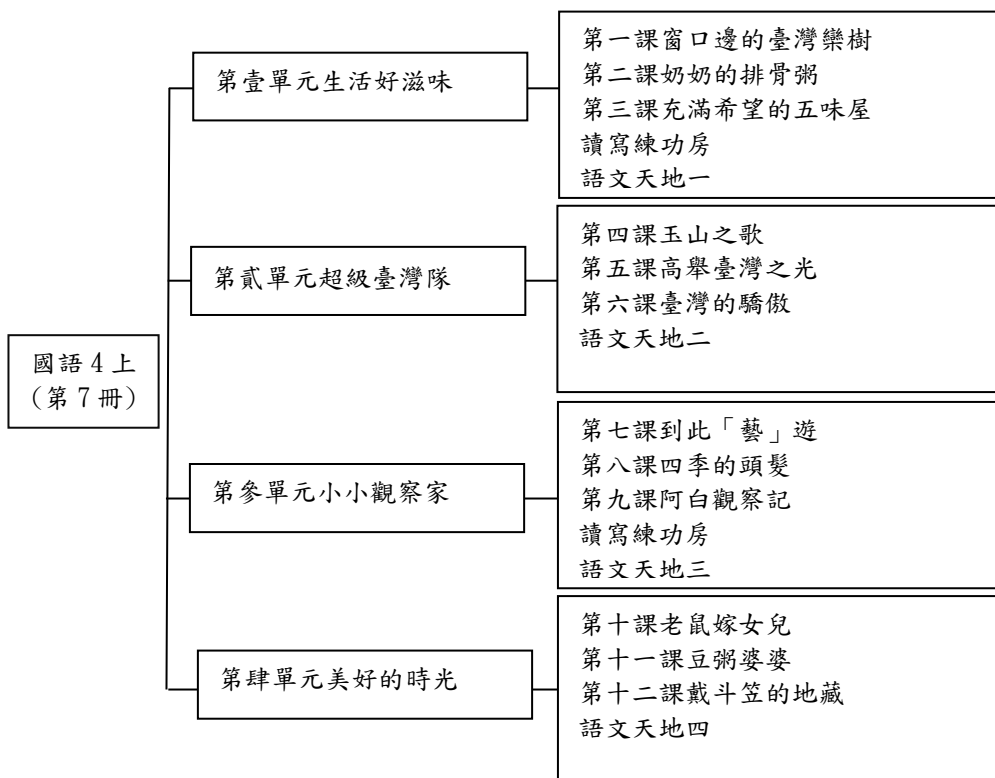 國語4上
(第7冊)
第壹單元生活好滋味
第一課窗口邊的臺灣欒樹
第二課奶奶的排骨粥
第三課充滿希望的五味屋
讀寫練功房
語文天地一
第貳單元超級臺灣隊
第四課玉山之歌
第五課高舉臺灣之光
第六課臺灣的驕傲
語文天地二
第參單元小小觀察家
第七課到此「藝」遊
第八課四季的頭髮
第九課阿白觀察記
讀寫練功房
語文天地三
第肆單元美好的時光
第十課老鼠嫁女兒
第十一課豆粥婆婆
第十二課戴斗笠的地藏
語文天地四